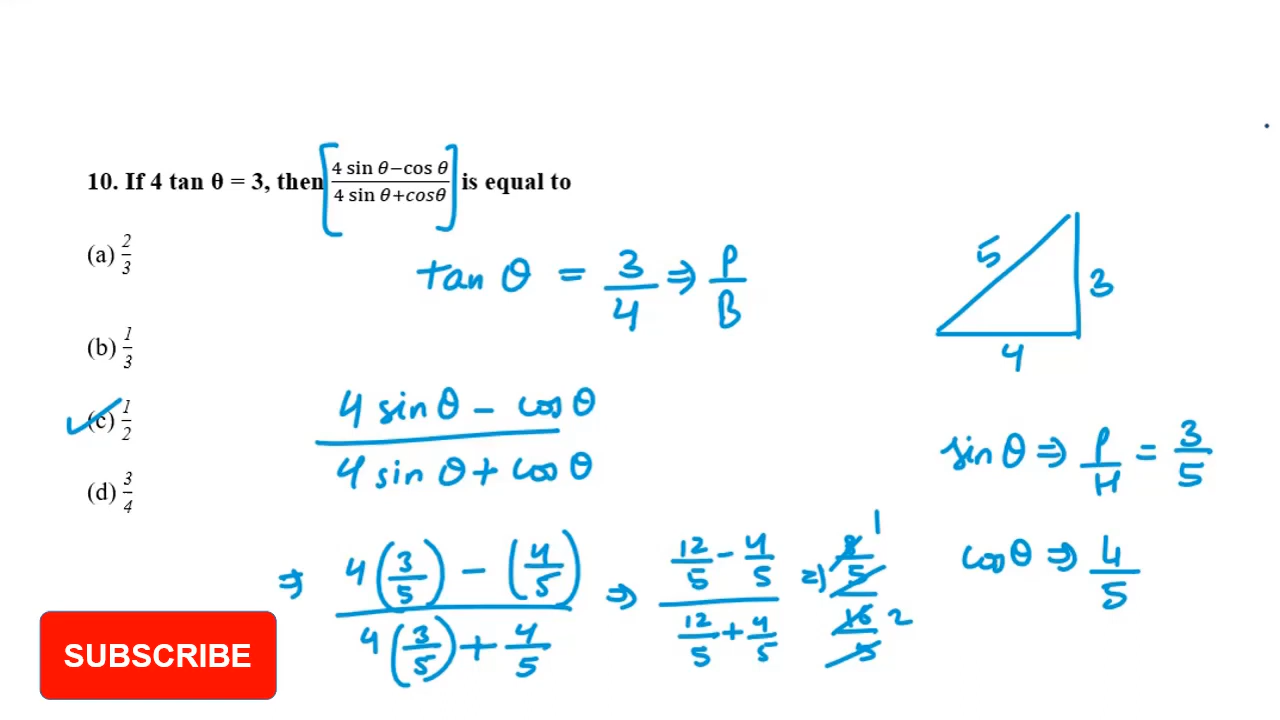 10. If 4 tan θ = 3, then [4 sin θ−cos θ / 4 sin θ+cosθ] is equal to
(a) 2/3
(b) 1/3
(c) 1/2
(d) 3/4
tan θ = 3/4 ⇒ P/B
5
3
4
4 sin θ − cos θ / 4 sin θ + cos θ
sin θ ⇒ P/H = 3/5
cos θ ⇒ 4/5
⇒ 4(3/5) − (4/5) / 4(3/5) + 4/5 ⇒ 12/5 − 4/5 / 12/5 + 4/5 ⇒ 8/5 / 16/5 1 2
SUBSCRIBE